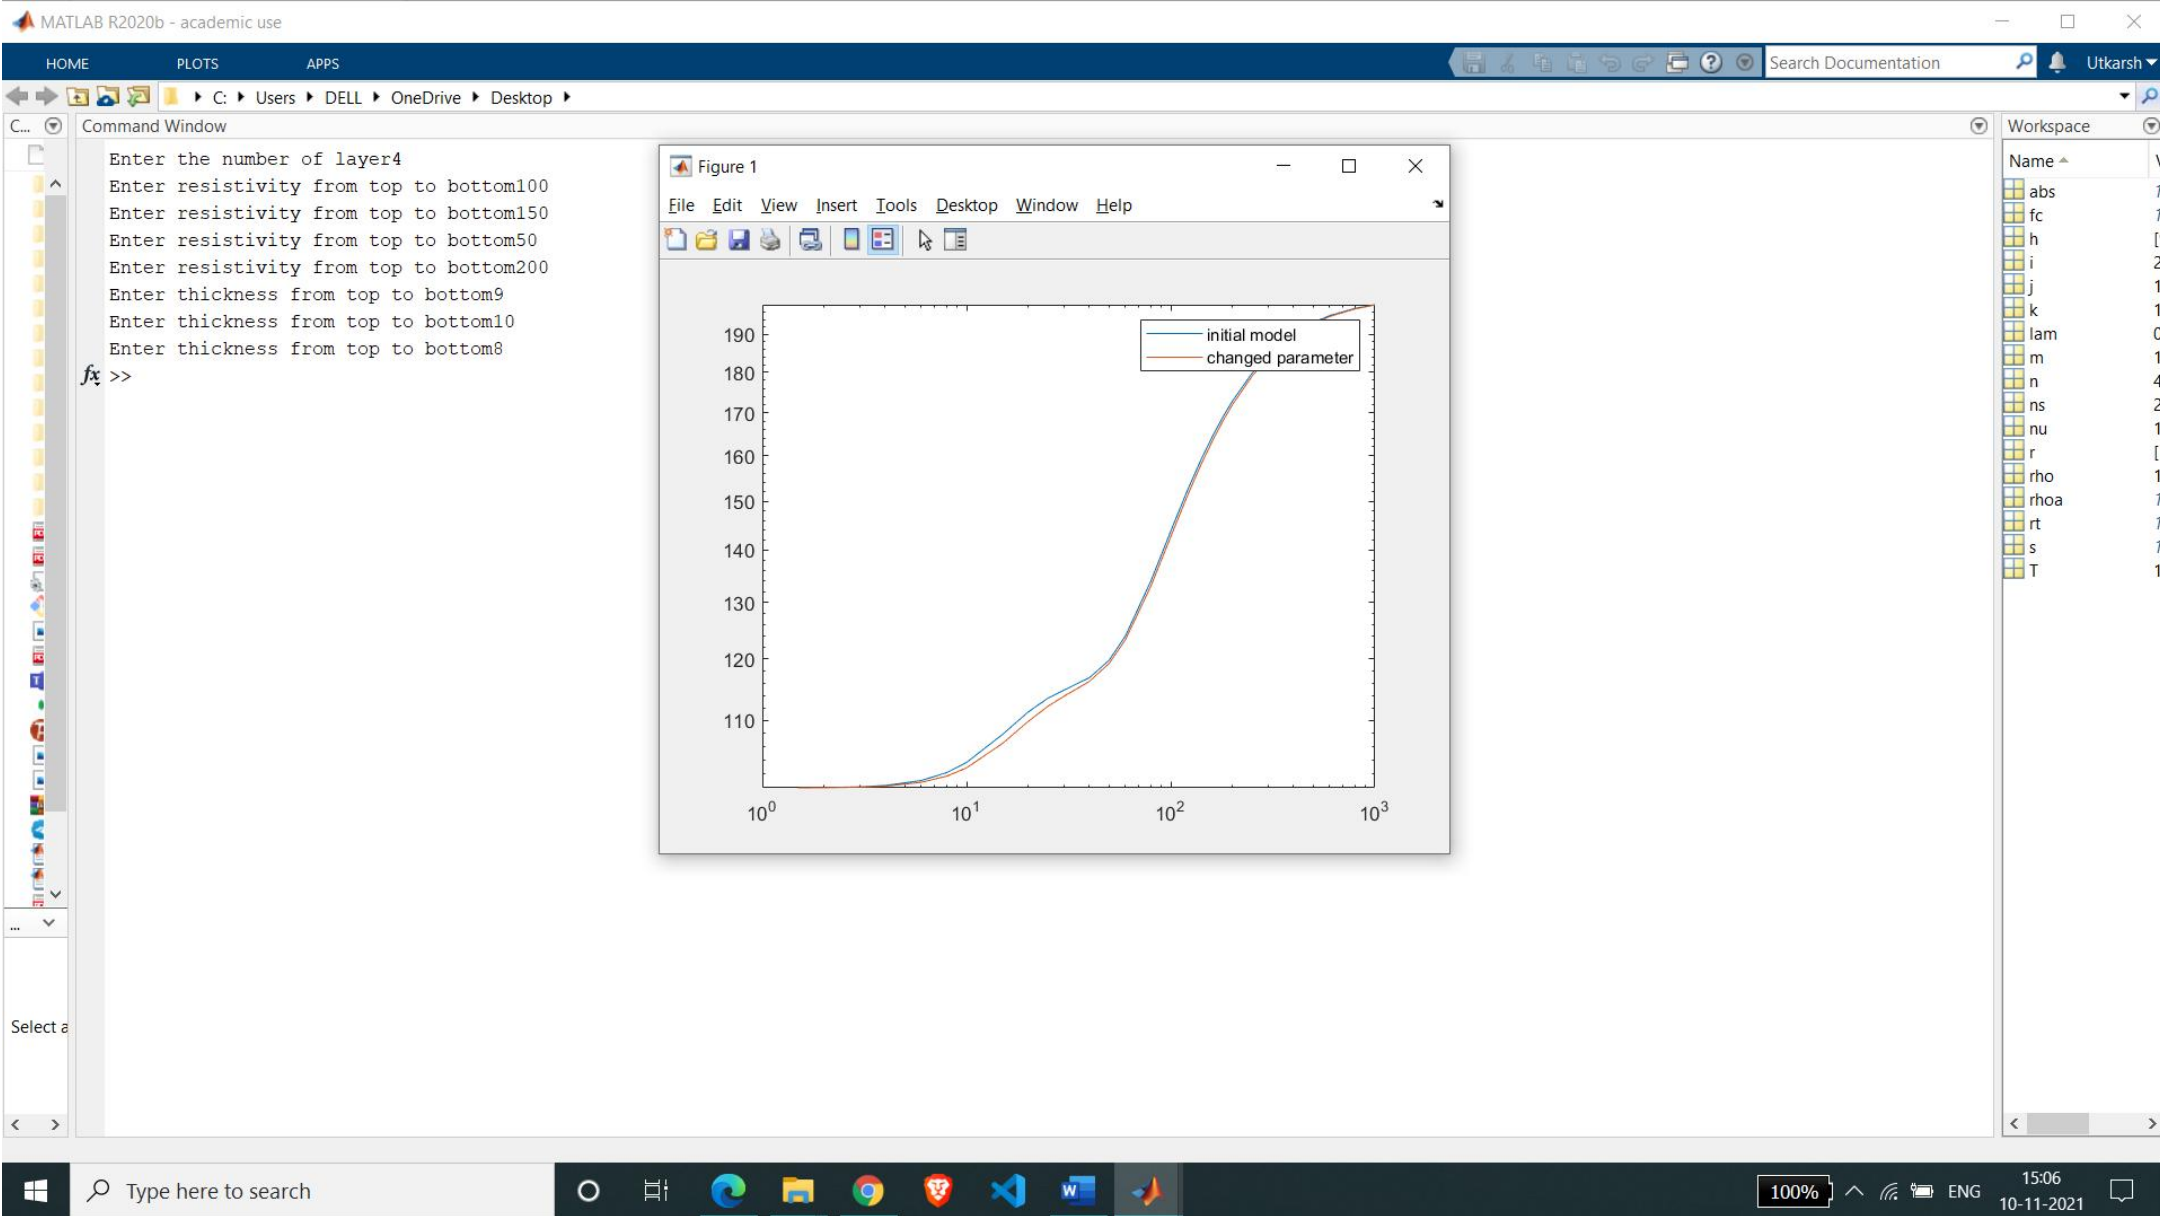 MATLAB R2020b - academic use
HOME PLOTS APPS
Search Documentation
Utkarsh
C: Users DELL OneDrive Desktop
C...
Command Window
Workspace
Enter the number of layer4
Enter resistivity from top to bottom100
Enter resistivity from top to bottom150
Enter resistivity from top to bottom50
Enter resistivity from top to bottom200
Enter thickness from top to bottom9
Enter thickness from top to bottom10
Enter thickness from top to bottom8
fx >>
Figure 1
File Edit View Insert Tools Desktop Window Help
initial model
changed parameter
190
180
170
160
150
140
130
120
110
10^0 10^1 10^2 10^3
Name
abs
fc
h
i
j
k
lam
m
n
ns
nu
r
rho
rhoa
rt
s
T
...
Select a
Type here to search
100%
ENG
15:06
10-11-2021